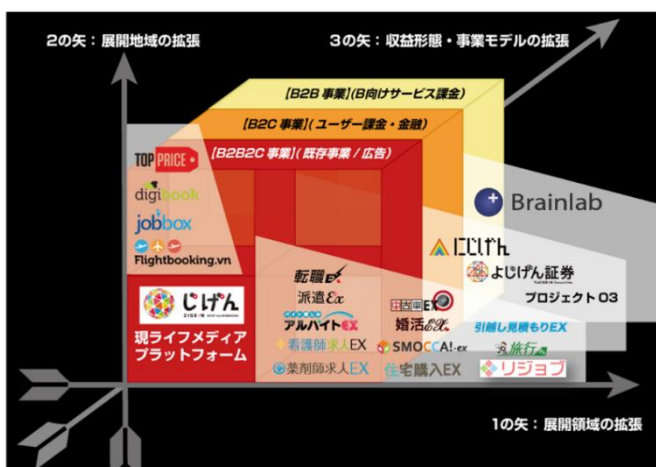 2の矢：展開地域の拡張
3の矢：収益形態・事業モデルの拡張
【B2B 事業】(B向けサービス課金)
【B2C 事業】(ユーザー課金・金融)
【B2B2C 事業】(既存事業 / 広告)
TOP PRICE
digibook
jobbox
Flightbooking.vn
Brainlab
にじげん
よじげん証券
プロジェクト03
じげん
ZIGExN
現ライフメディア
プラットフォーム
転職EX
派遣Ex
アルバイトEX
看護師求人EX
薬剤師求人EX
中古車EX
婚活EX
SMOCCA!-ex
住宅購入EX
引越し見積もりEX
旅行
リジョブ
1の矢：展開領域の拡張